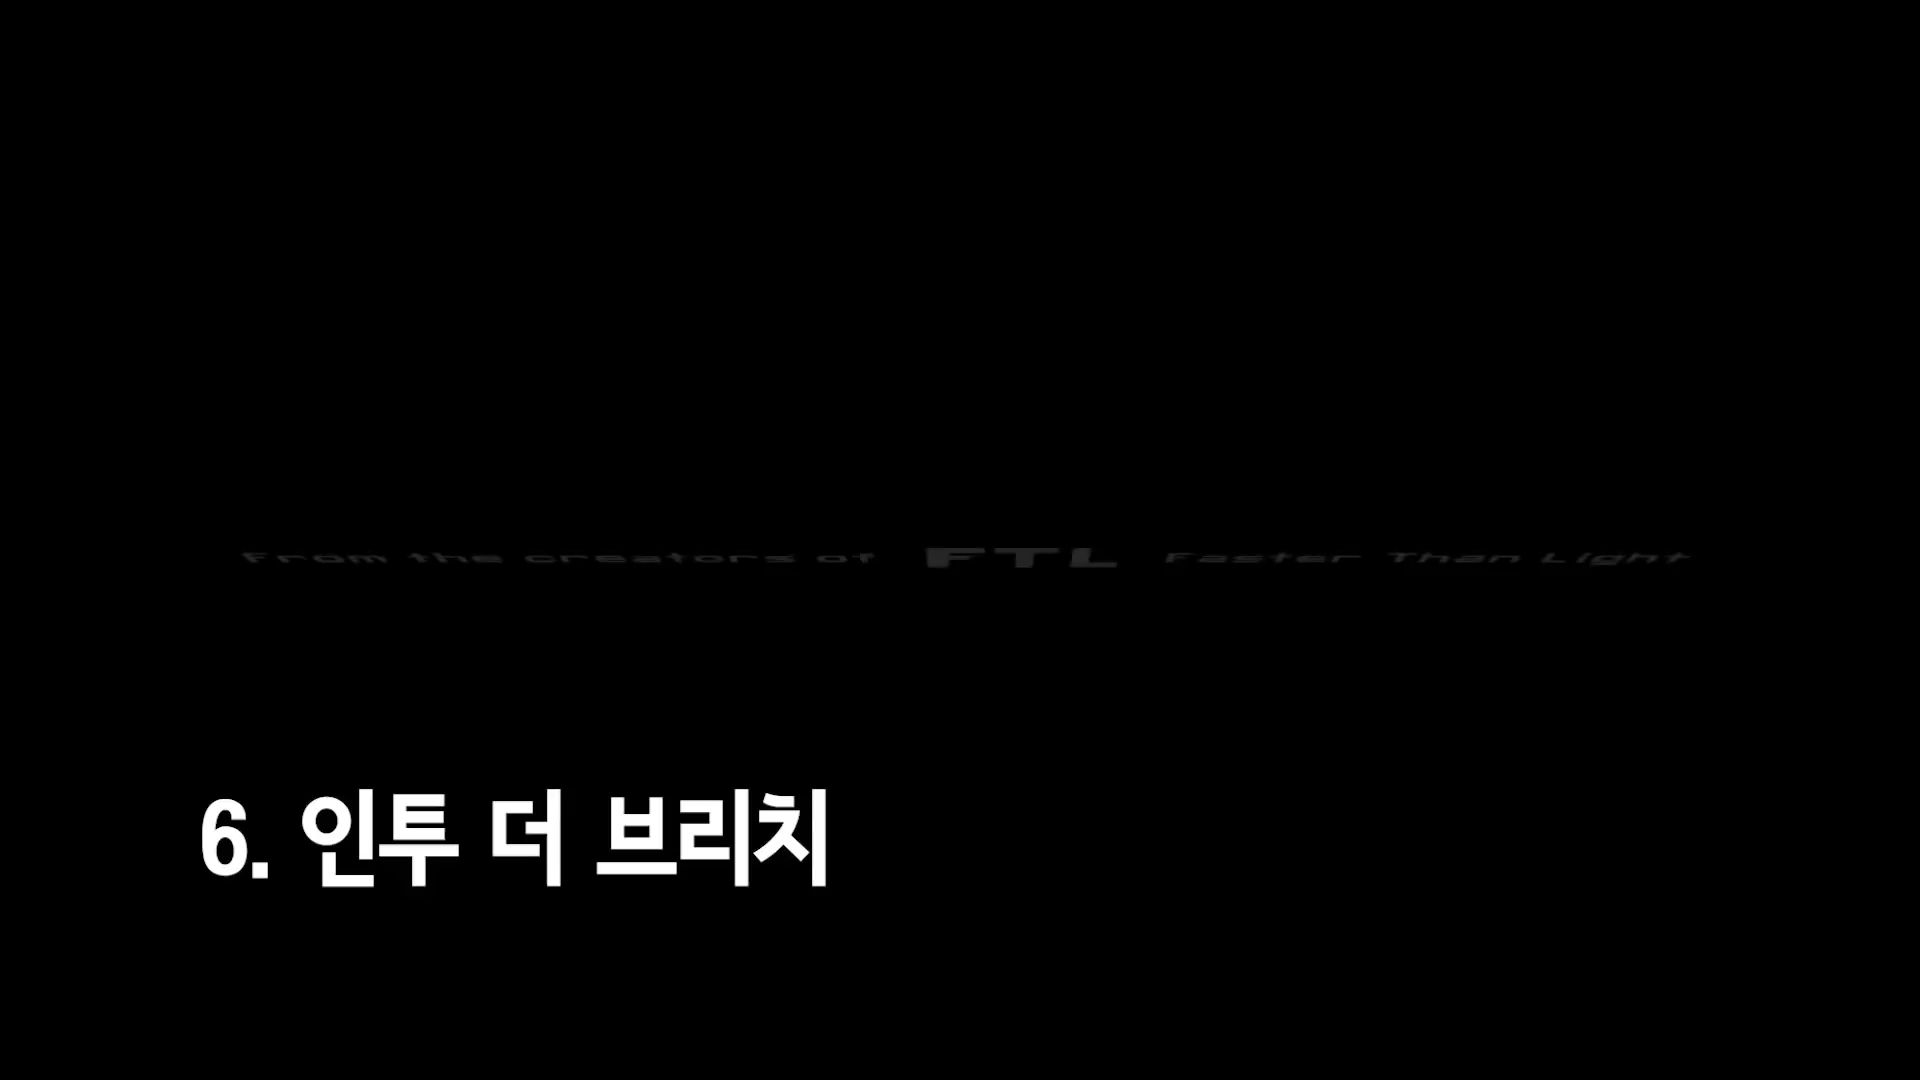 From the creators of FTL Faster Than Light
6. 인투 더 브리치